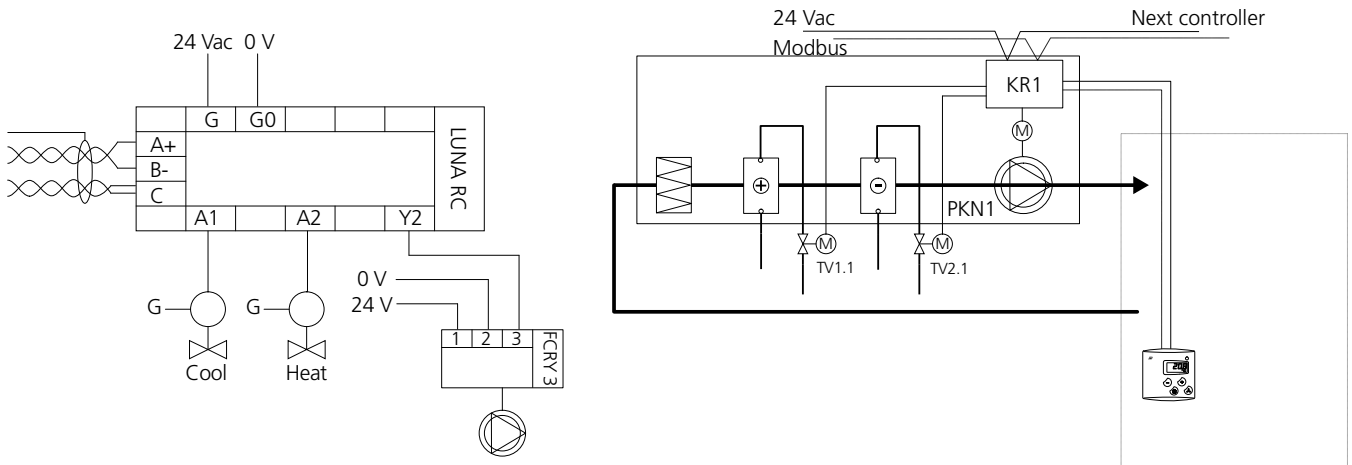 24 Vac 0 V
G G0
A+
B-
C
A1 A2 Y2
LUNA RC
G G
Cool Heat
0 V
24 V
1 2 3
FCRY 3
24 Vac Next controller
Modbus
KR1
M
+ -
PKN1
M M
TV1.1 TV2.1